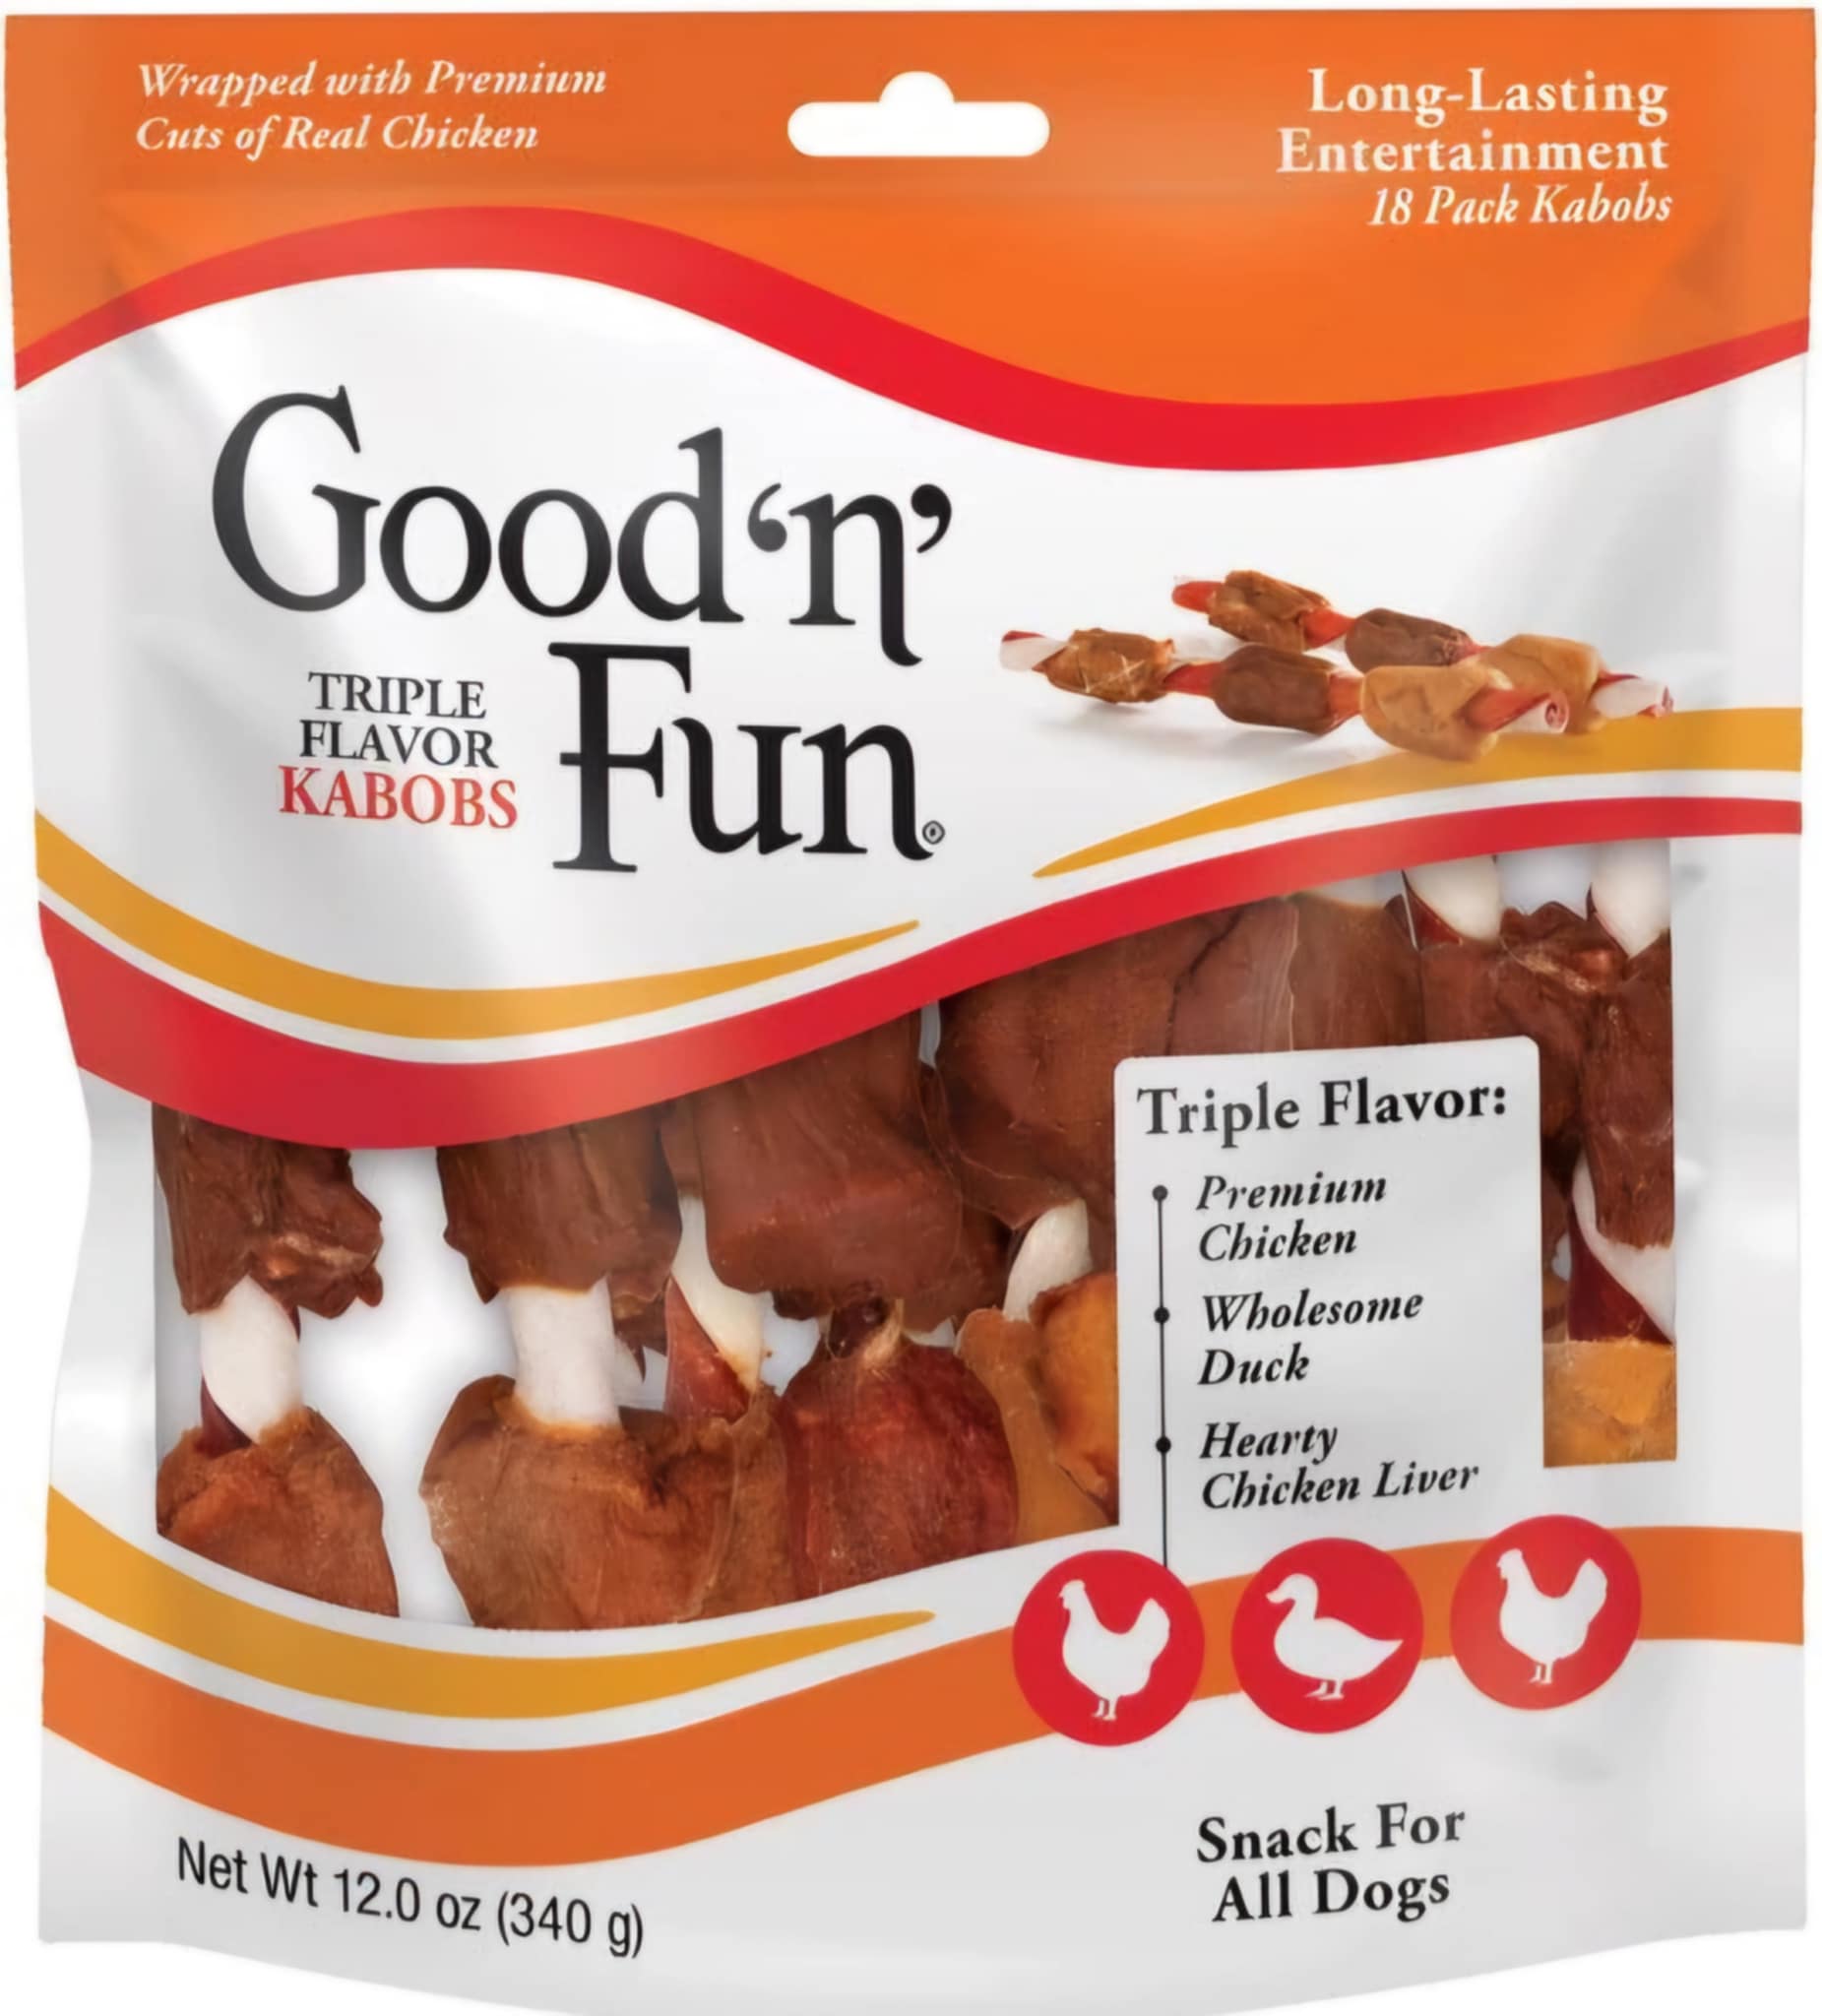 Wrapped with Premium
Cuts of Real Chicken
Long-Lasting
Entertainment
18 Pack Kabobs
Good 'n'
Fun®
TRIPLE
FLAVOR
KABOBS
Triple Flavor:
Premium
Chicken
Wholesome
Duck
Hearty
Chicken Liver
Snack For
All Dogs
Net Wt 12.0 oz (340 g)